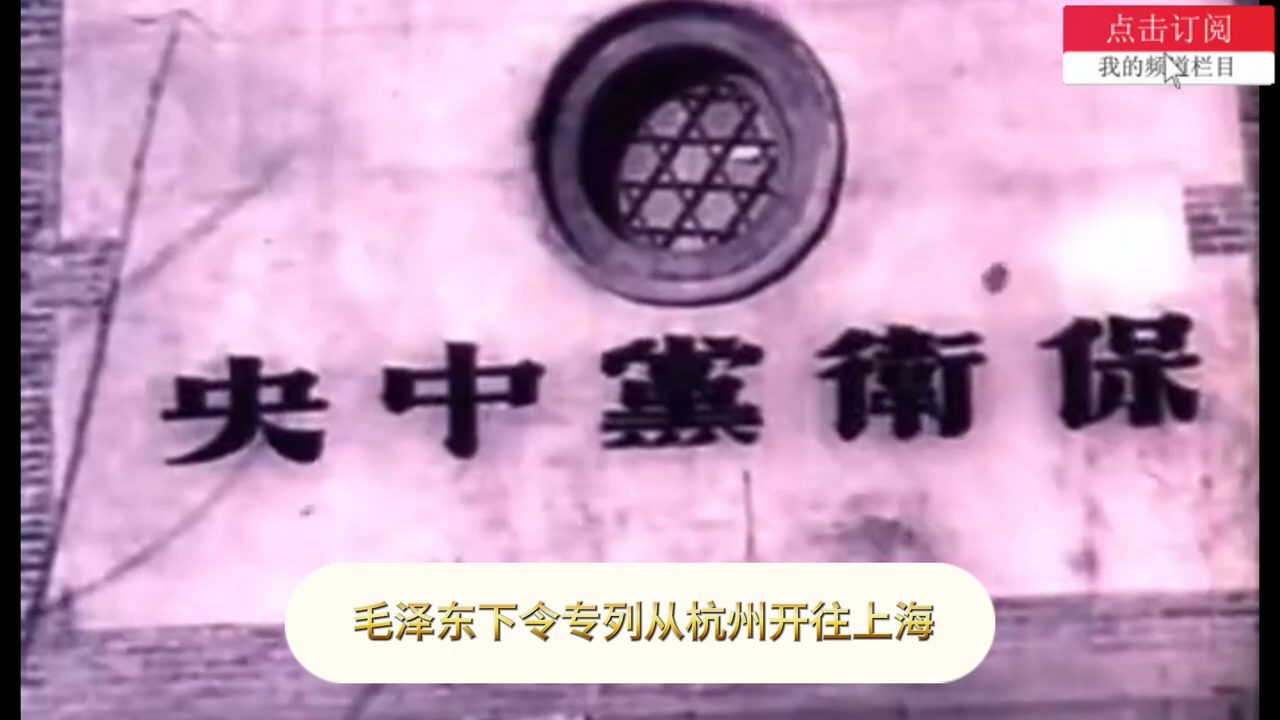 点击订阅
我的频道栏目
保衛黨中央
毛泽东下令专列从杭州开往上海